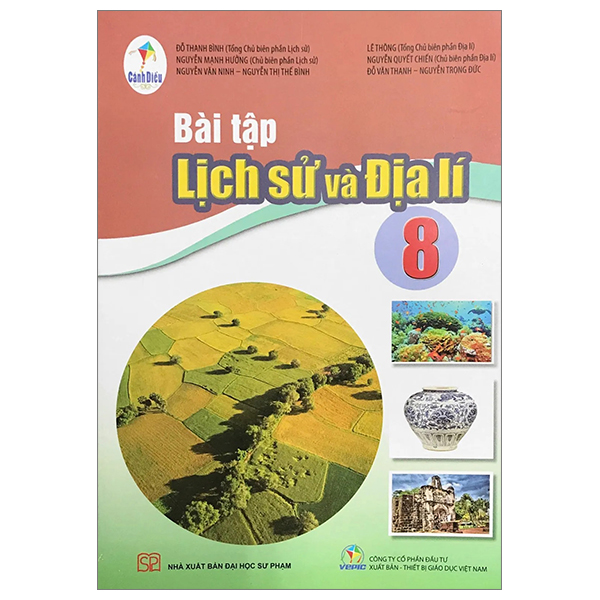 Cánh Diều
ĐỖ THANH BÌNH (Tổng Chủ biên phần Lịch sử)
NGUYỄN MẠNH HƯỞNG (Chủ biên phần Lịch sử)
NGUYỄN VĂN NINH – NGUYỄN THỊ THẾ BÌNH
LÊ THÔNG (Tổng Chủ biên phần Địa lí)
NGUYỄN QUYẾT CHIẾN (Chủ biên phần Địa lí)
ĐỖ VĂN THANH – NGUYỄN TRỌNG ĐỨC
Bài tập
Lịch sử và Địa lí
8
SP
NHÀ XUẤT BẢN ĐẠI HỌC SƯ PHẠM
VEPIC
CÔNG TY CỔ PHẦN ĐẦU TƯ
XUẤT BẢN - THIẾT BỊ GIÁO DỤC VIỆT NAM